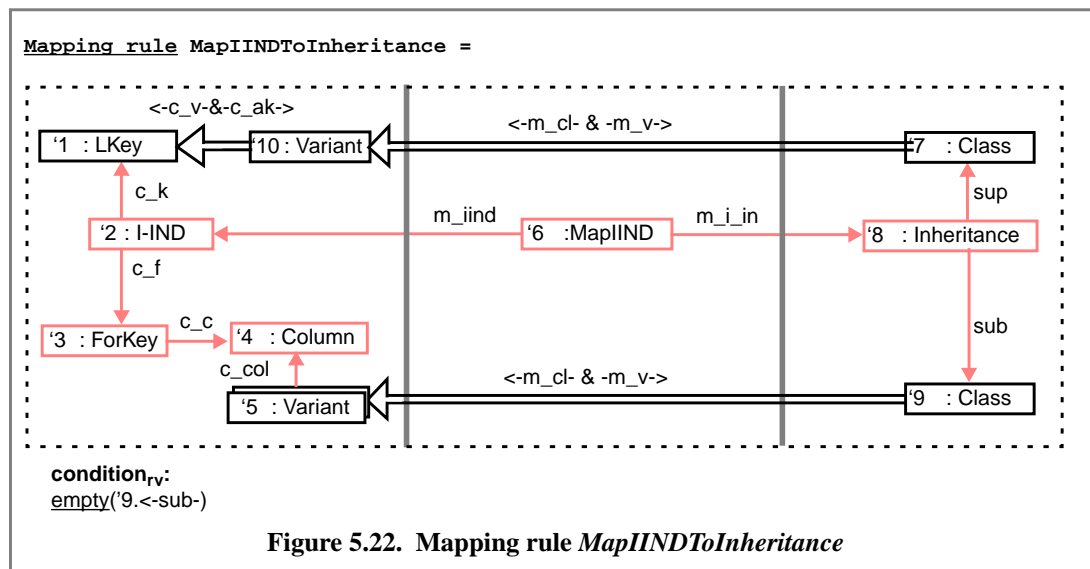 Mapping rule MapIINDToInheritance =
<-c_v-&-c_ak->
<-m_cl- & -m_v->
‘1 : LKey
‘10 : Variant
‘7 : Class
c_k
m_iind
m_i_in
sup
‘2 : I-IND
‘6 :MapIIND
‘8 : Inheritance
c_f
c_c
sub
‘3 : ForKey
‘4 : Column
c_col
<-m_cl- & -m_v->
‘5 : Variant
‘9 : Class
condition_rv:
empty('9.<-sub-)
Figure 5.22. Mapping rule MapIINDToInheritance